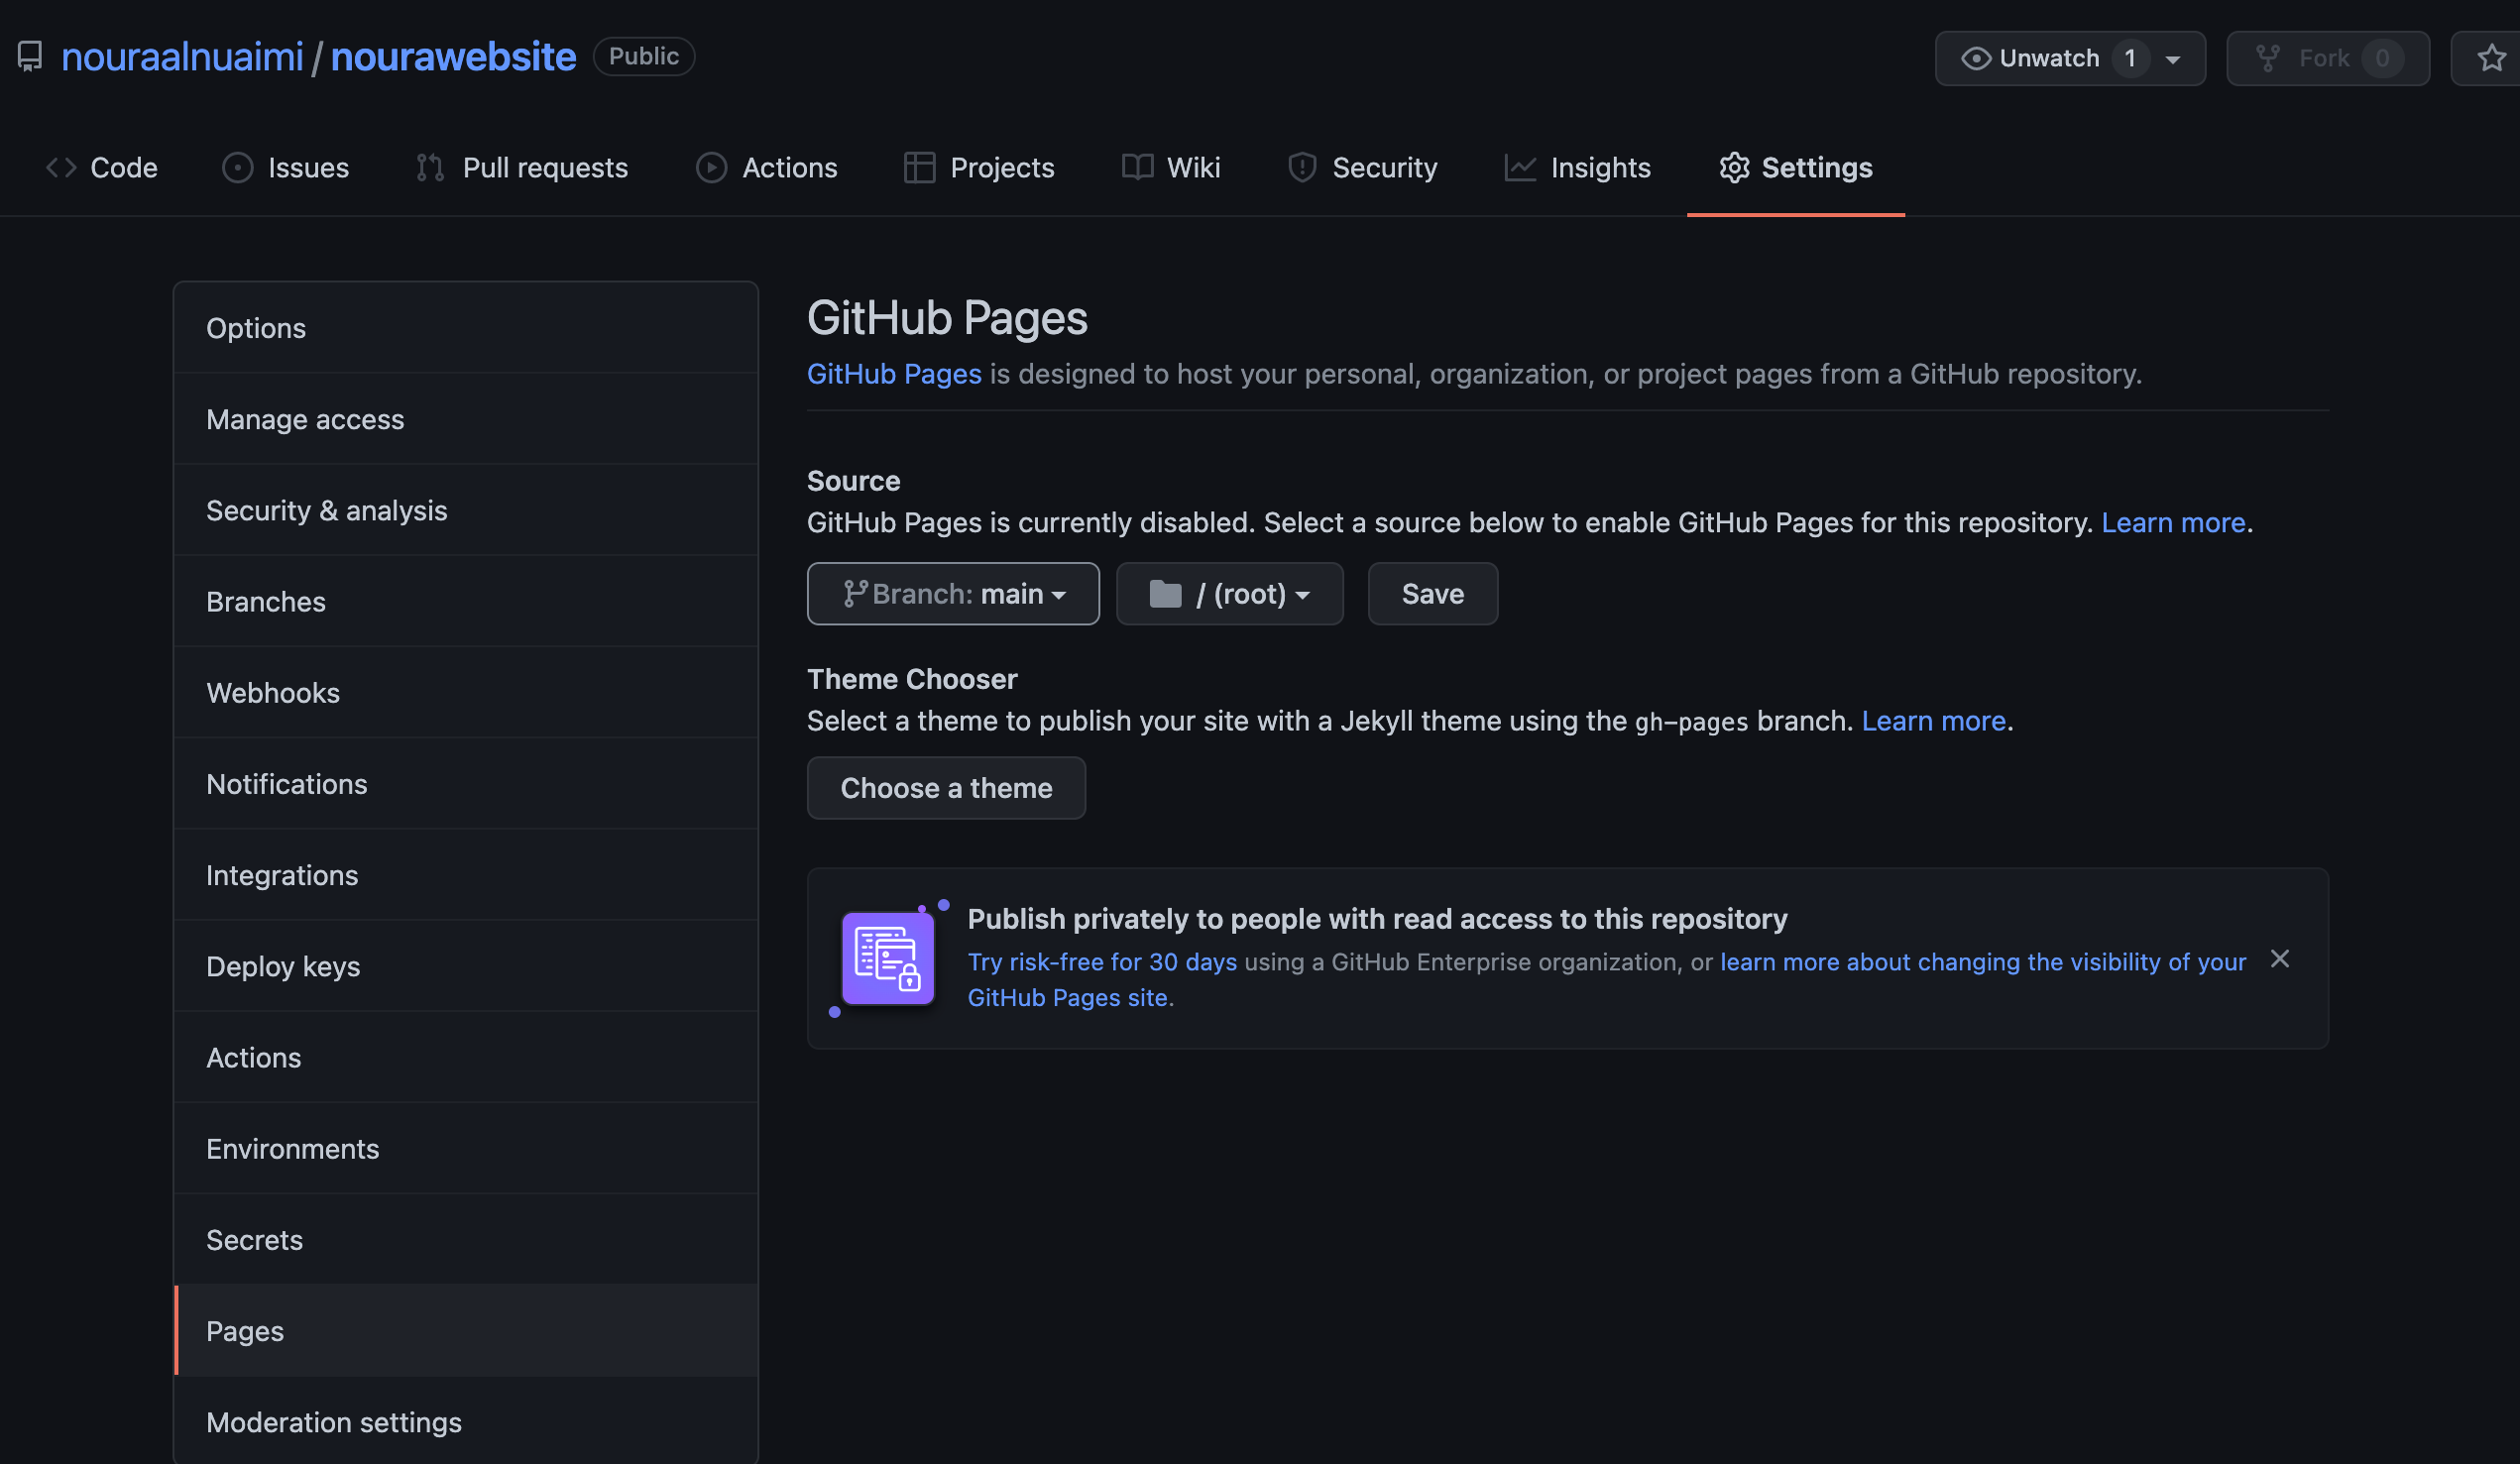 nouraalnuaimi / nourawebsite Public
Unwatch 1 Fork 0
Code Issues Pull requests Actions Projects Wiki Security Insights Settings
Options
Manage access
Security & analysis
Branches
Webhooks
Notifications
Integrations
Deploy keys
Actions
Environments
Secrets
Pages
Moderation settings
GitHub Pages
GitHub Pages is designed to host your personal, organization, or project pages from a GitHub repository.
Source
GitHub Pages is currently disabled. Select a source below to enable GitHub Pages for this repository. Learn more.
Branch: main / (root) Save
Theme Chooser
Select a theme to publish your site with a Jekyll theme using the gh-pages branch. Learn more.
Choose a theme
Publish privately to people with read access to this repository
Try risk-free for 30 days using a GitHub Enterprise organization, or learn more about changing the visibility of your
GitHub Pages site.